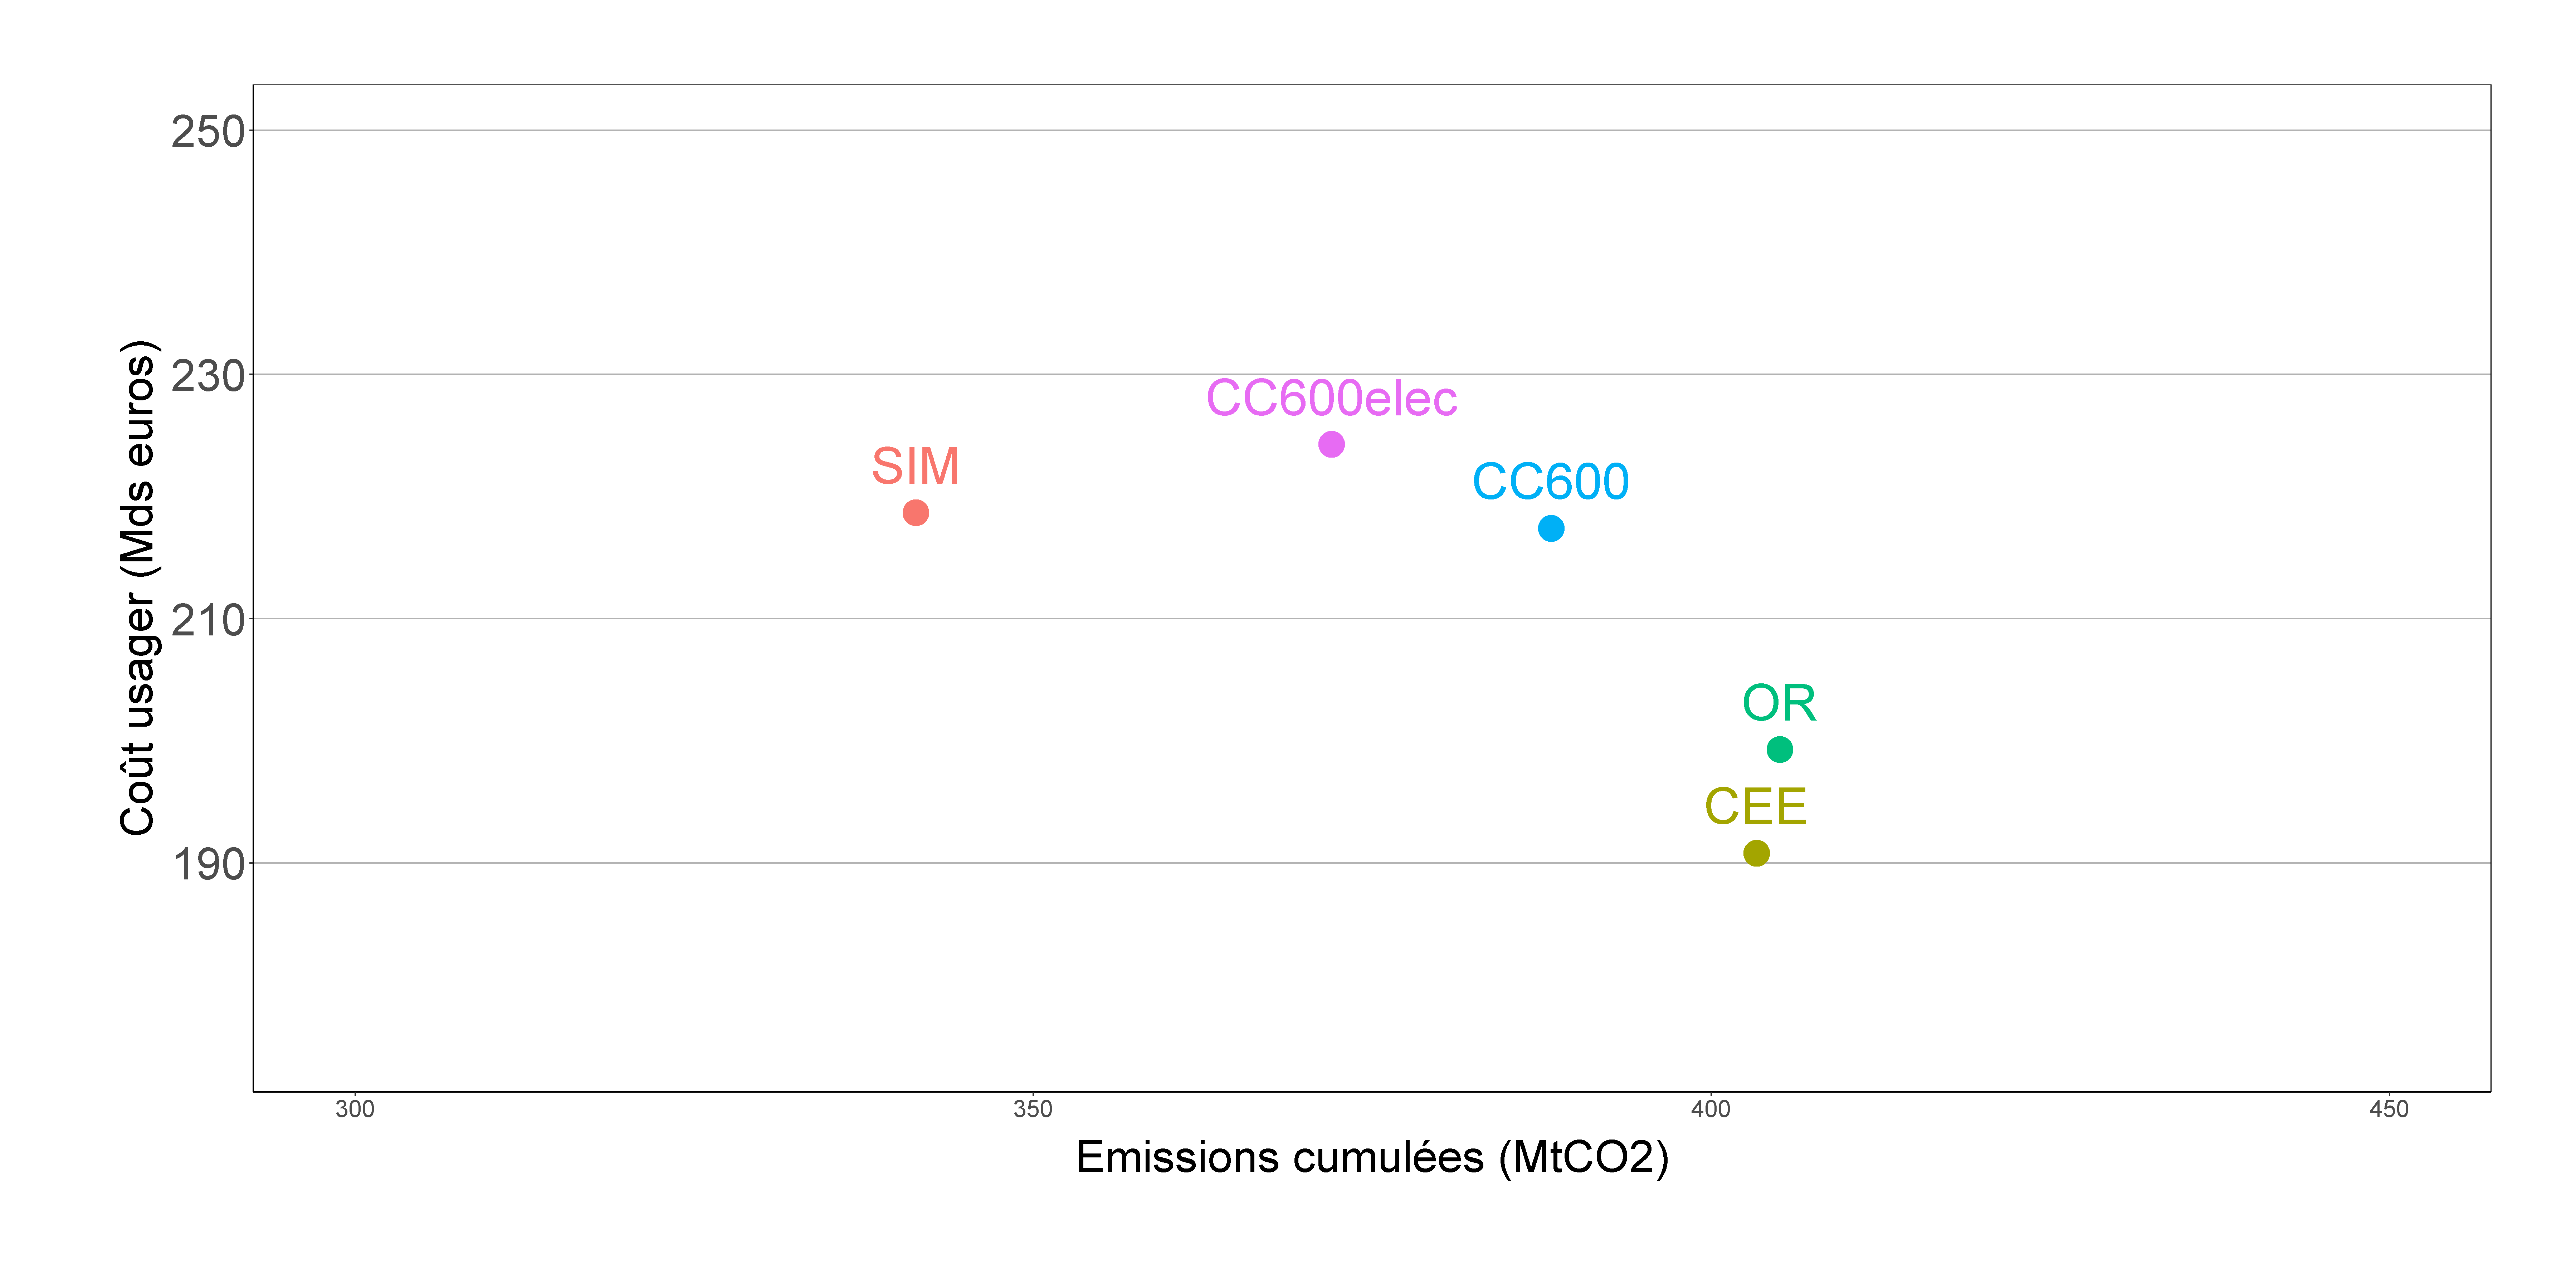 Coût usager (Mds euros)
250
230
210
190
CC600elec
SIM
CC600
OR
CEE
300
350
400
450
Emissions cumulées (MtCO2)